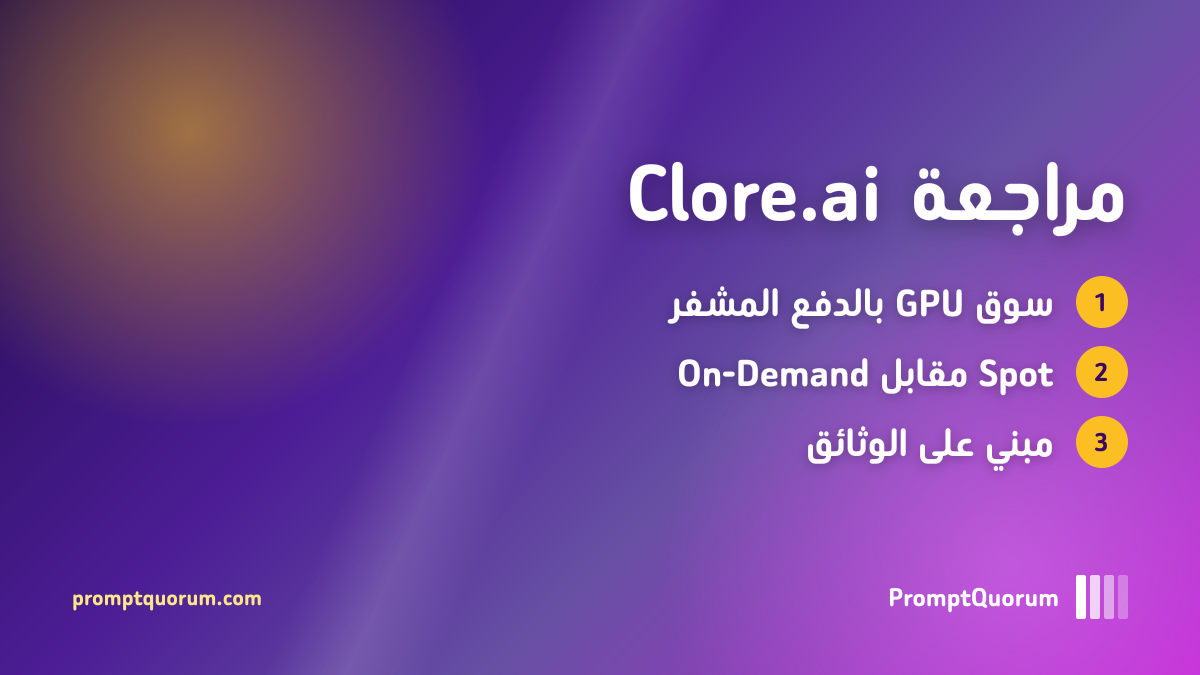 مراجعة Clore.ai
1 سوق GPU بالدفع المشفر
2 Spot مقابل On-Demand
3 مبني على الوثائق
PromptQuorum
promptquorum.com